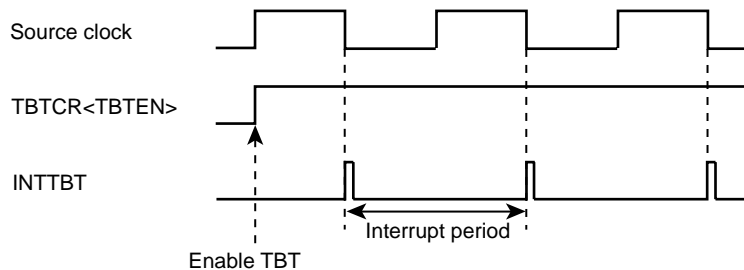 Source clock
TBTCR<TBTEN>
INTTBT
Interrupt period
Enable TBT